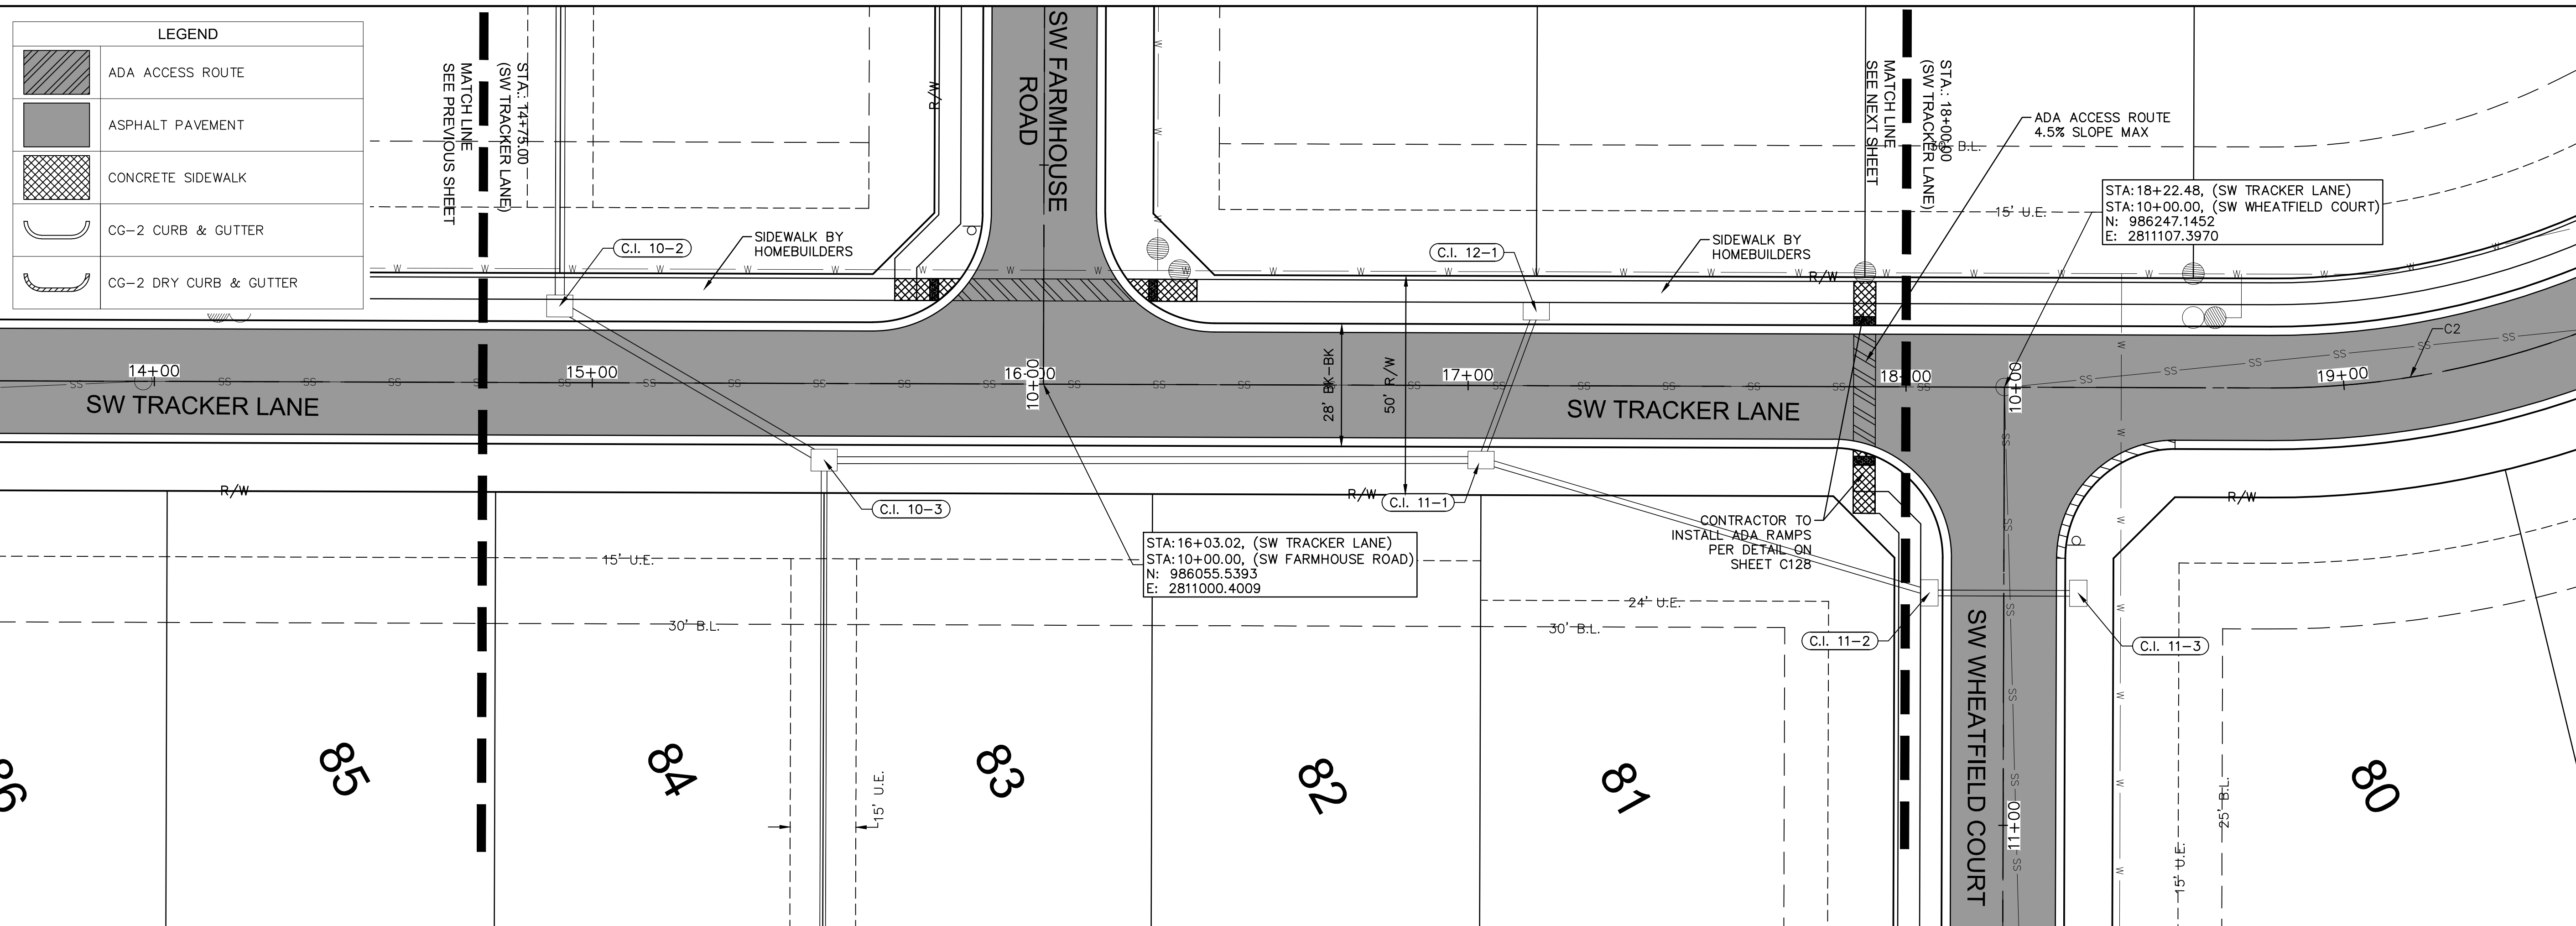 LEGEND
ADA ACCESS ROUTE
ASPHALT PAVEMENT
CONCRETE SIDEWALK
CG-2 CURB & GUTTER
CG-2 DRY CURB & GUTTER
STA.: 14+75.00
(SW TRACKER LANE)
MATCH LINE
SEE PREVIOUS SHEET
R/W
SW FARMHOUSE
ROAD
STA.: 18+00.00
(SW TRACKER LANE)
MATCH LINE
SEE NEXT SHEET
ADA ACCESS ROUTE
4.5% SLOPE MAX
30' B.L.
15' U.E.
STA:18+22.48, (SW TRACKER LANE)
STA:10+00.00, (SW WHEATFIELD COURT)
N: 986247.1452
E: 2811107.3970
C.I. 10-2
SIDEWALK BY
HOMEBUILDERS
C.I. 12-1
SIDEWALK BY
HOMEBUILDERS
R/W
14+00
15+00
16+00
10+00
17+00
18+00
10+00
19+00
C2
SW TRACKER LANE
28' BK-BK
50' R/W
SW TRACKER LANE
R/W
C.I. 10-3
R/W
C.I. 11-1
R/W
CONTRACTOR TO
INSTALL ADA RAMPS
PER DETAIL ON
SHEET C128
STA:16+03.02, (SW TRACKER LANE)
STA:10+00.00, (SW FARMHOUSE ROAD)
N: 986055.5393
E: 2811000.4009
15' U.E.
24' U.E.
30' B.L.
30' B.L.
C.I. 11-2
C.I. 11-3
SW WHEATFIELD COURT
11+00
86
85
84
15' U.E.
83
82
81
15' U.E.
25' B.L.
80